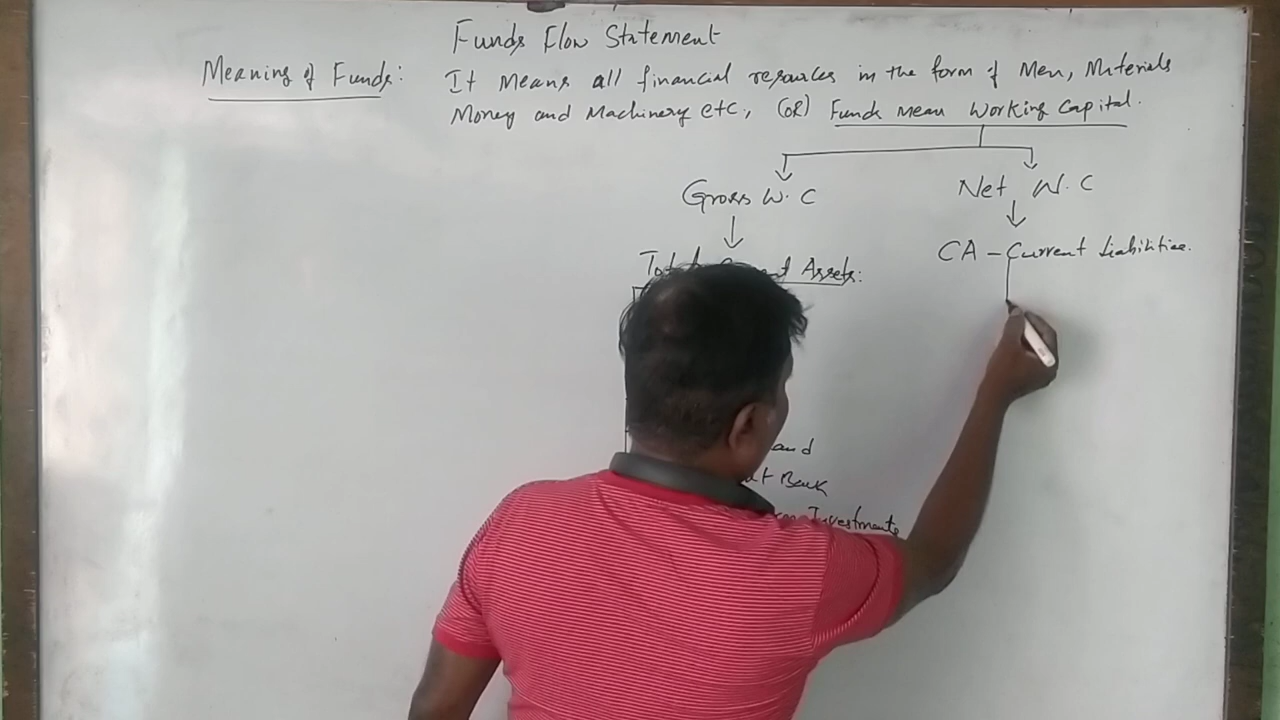 Funds Flow Statement
Meaning of Funds: It Means all financial resources in the form of Men, Materials
Money and Machinery etc, (OR) Funds mean Working Capital.
Gross W.C
Net W.C
Assets:
CA - Current Liabilities.
Bank
Investments